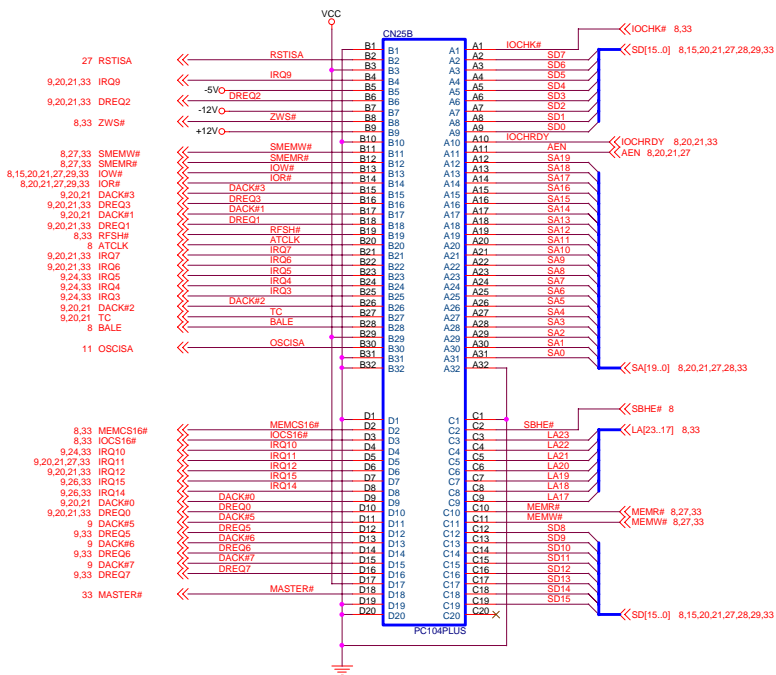 VCC
CN25B
B1 B1 A1 A1 IOCHK# IOCHK# 8,33
27 RSTISA RSTISA B2 B2 A2 A2 SD7 SD[15..0] 8,15,20,21,27,28,29,33
B3 B3 A3 A3 SD6
9,20,21,33 IRQ9 IRQ9 B4 B4 A4 A4 SD5
-5V B5 B5 A5 A5 SD4
9,20,21,33 DREQ2 DREQ2 B6 B6 A6 A6 SD3
-12V B7 B7 A7 A7 SD2
8,33 ZWS# ZWS# B8 B8 A8 A8 SD1
+12V B9 B9 A9 A9 SD0
B10 B10 A10 A10 IOCHRDY IOCHRDY 8,20,21,33
8,27,33 SMEMW# SMEMW# B11 B11 A11 A11 AEN AEN 8,20,21,27
8,27,33 SMEMR# SMEMR# B12 B12 A12 A12 SA19
8,15,20,21,27,29,33 IOW# IOW# B13 B13 A13 A13 SA18
8,20,21,27,29,33 IOR# IOR# B14 B14 A14 A14 SA17
9,20,21 DACK#3 DACK#3 B15 B15 A15 A15 SA16
9,20,21,33 DREQ3 DREQ3 B16 B16 A16 A16 SA15
9,20,21 DACK#1 DACK#1 B17 B17 A17 A17 SA14
9,20,21,33 DREQ1 DREQ1 B18 B18 A18 A18 SA13
8,33 RFSH# RFSH# B19 B19 A19 A19 SA12
8 ATCLK ATCLK B20 B20 A20 A20 SA11
9,20,21,33 IRQ7 IRQ7 B21 B21 A21 A21 SA10
9,20,21,33 IRQ6 IRQ6 B22 B22 A22 A22 SA9
9,24,33 IRQ5 IRQ5 B23 B23 A23 A23 SA8
9,24,33 IRQ4 IRQ4 B24 B24 A24 A24 SA7
9,24,33 IRQ3 IRQ3 B25 B25 A25 A25 SA6
9,20,21 DACK#2 DACK#2 B26 B26 A26 A26 SA5
9,20,21 TC TC B27 B27 A27 A27 SA4
8 BALE BALE B28 B28 A28 A28 SA3
B29 B29 A29 A29 SA2
11 OSCISA OSCISA B30 B30 A30 A30 SA1
B31 B31 A31 A31 SA0
B32 B32 A32 A32 SA[19..0] 8,20,21,27,28,33
D1 D1 C1 C1 SBHE# 8
8,33 MEMCS16# MEMCS16# D2 D2 C2 C2 SBHE# LA[23..17] 8,33
8,33 IOCS16# IOCS16# D3 D3 C3 C3 LA23
9,24,33 IRQ10 IRQ10 D4 D4 C4 C4 LA22
9,20,21,27,33 IRQ11 IRQ11 D5 D5 C5 C5 LA21
9,20,21,33 IRQ12 IRQ12 D6 D6 C6 C6 LA20
9,26,33 IRQ15 IRQ15 D7 D7 C7 C7 LA19
9,26,33 IRQ14 IRQ14 D8 D8 C8 C8 LA18
9,20,21 DACK#0 DACK#0 D9 D9 C9 C9 LA17
9,20,21,33 DREQ0 DREQ0 D10 D10 C10 C10 MEMR# MEMR# 8,27,33
9 DACK#5 DACK#5 D11 D11 C11 C11 MEMW# MEMW# 8,27,33
9,33 DREQ5 DREQ5 D12 D12 C12 C12 SD8
9 DACK#6 DACK#6 D13 D13 C13 C13 SD9
9,33 DREQ6 DREQ6 D14 D14 C14 C14 SD10
9 DACK#7 DACK#7 D15 D15 C15 C15 SD11
9,33 DREQ7 DREQ7 D16 D16 C16 C16 SD12
D17 D17 C17 C17 SD13
33 MASTER# MASTER# D18 D18 C18 C18 SD14
D19 D19 C19 C19 SD15
D20 D20 C20 C20 SD[15..0] 8,15,20,21,27,28,29,33
PC104PLUS